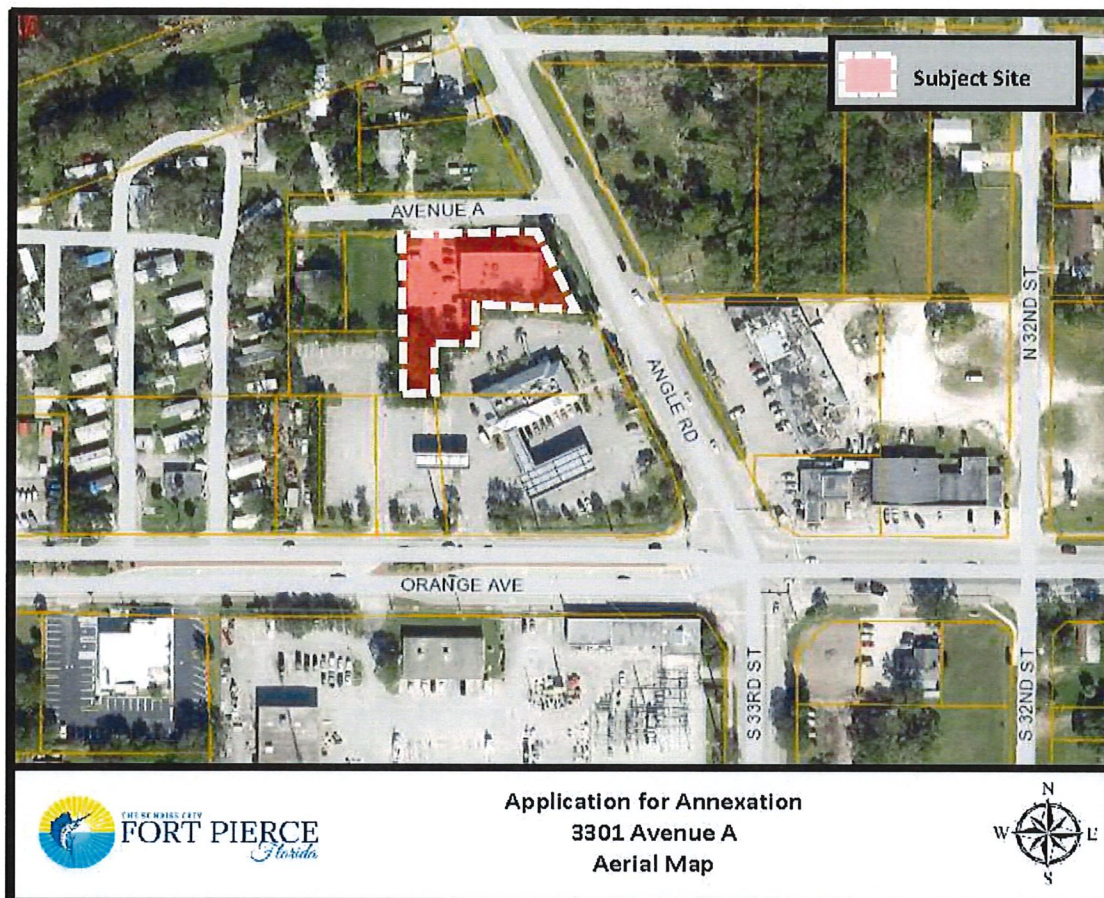 Subject Site
AVENUE A
N 32ND ST
ANGLE RD
ORANGE AVE
S 33RD ST
S 32ND ST
FORT PIERCE
Florida
Application for Annexation
3301 Avenue A
Aerial Map
N
W
E
S